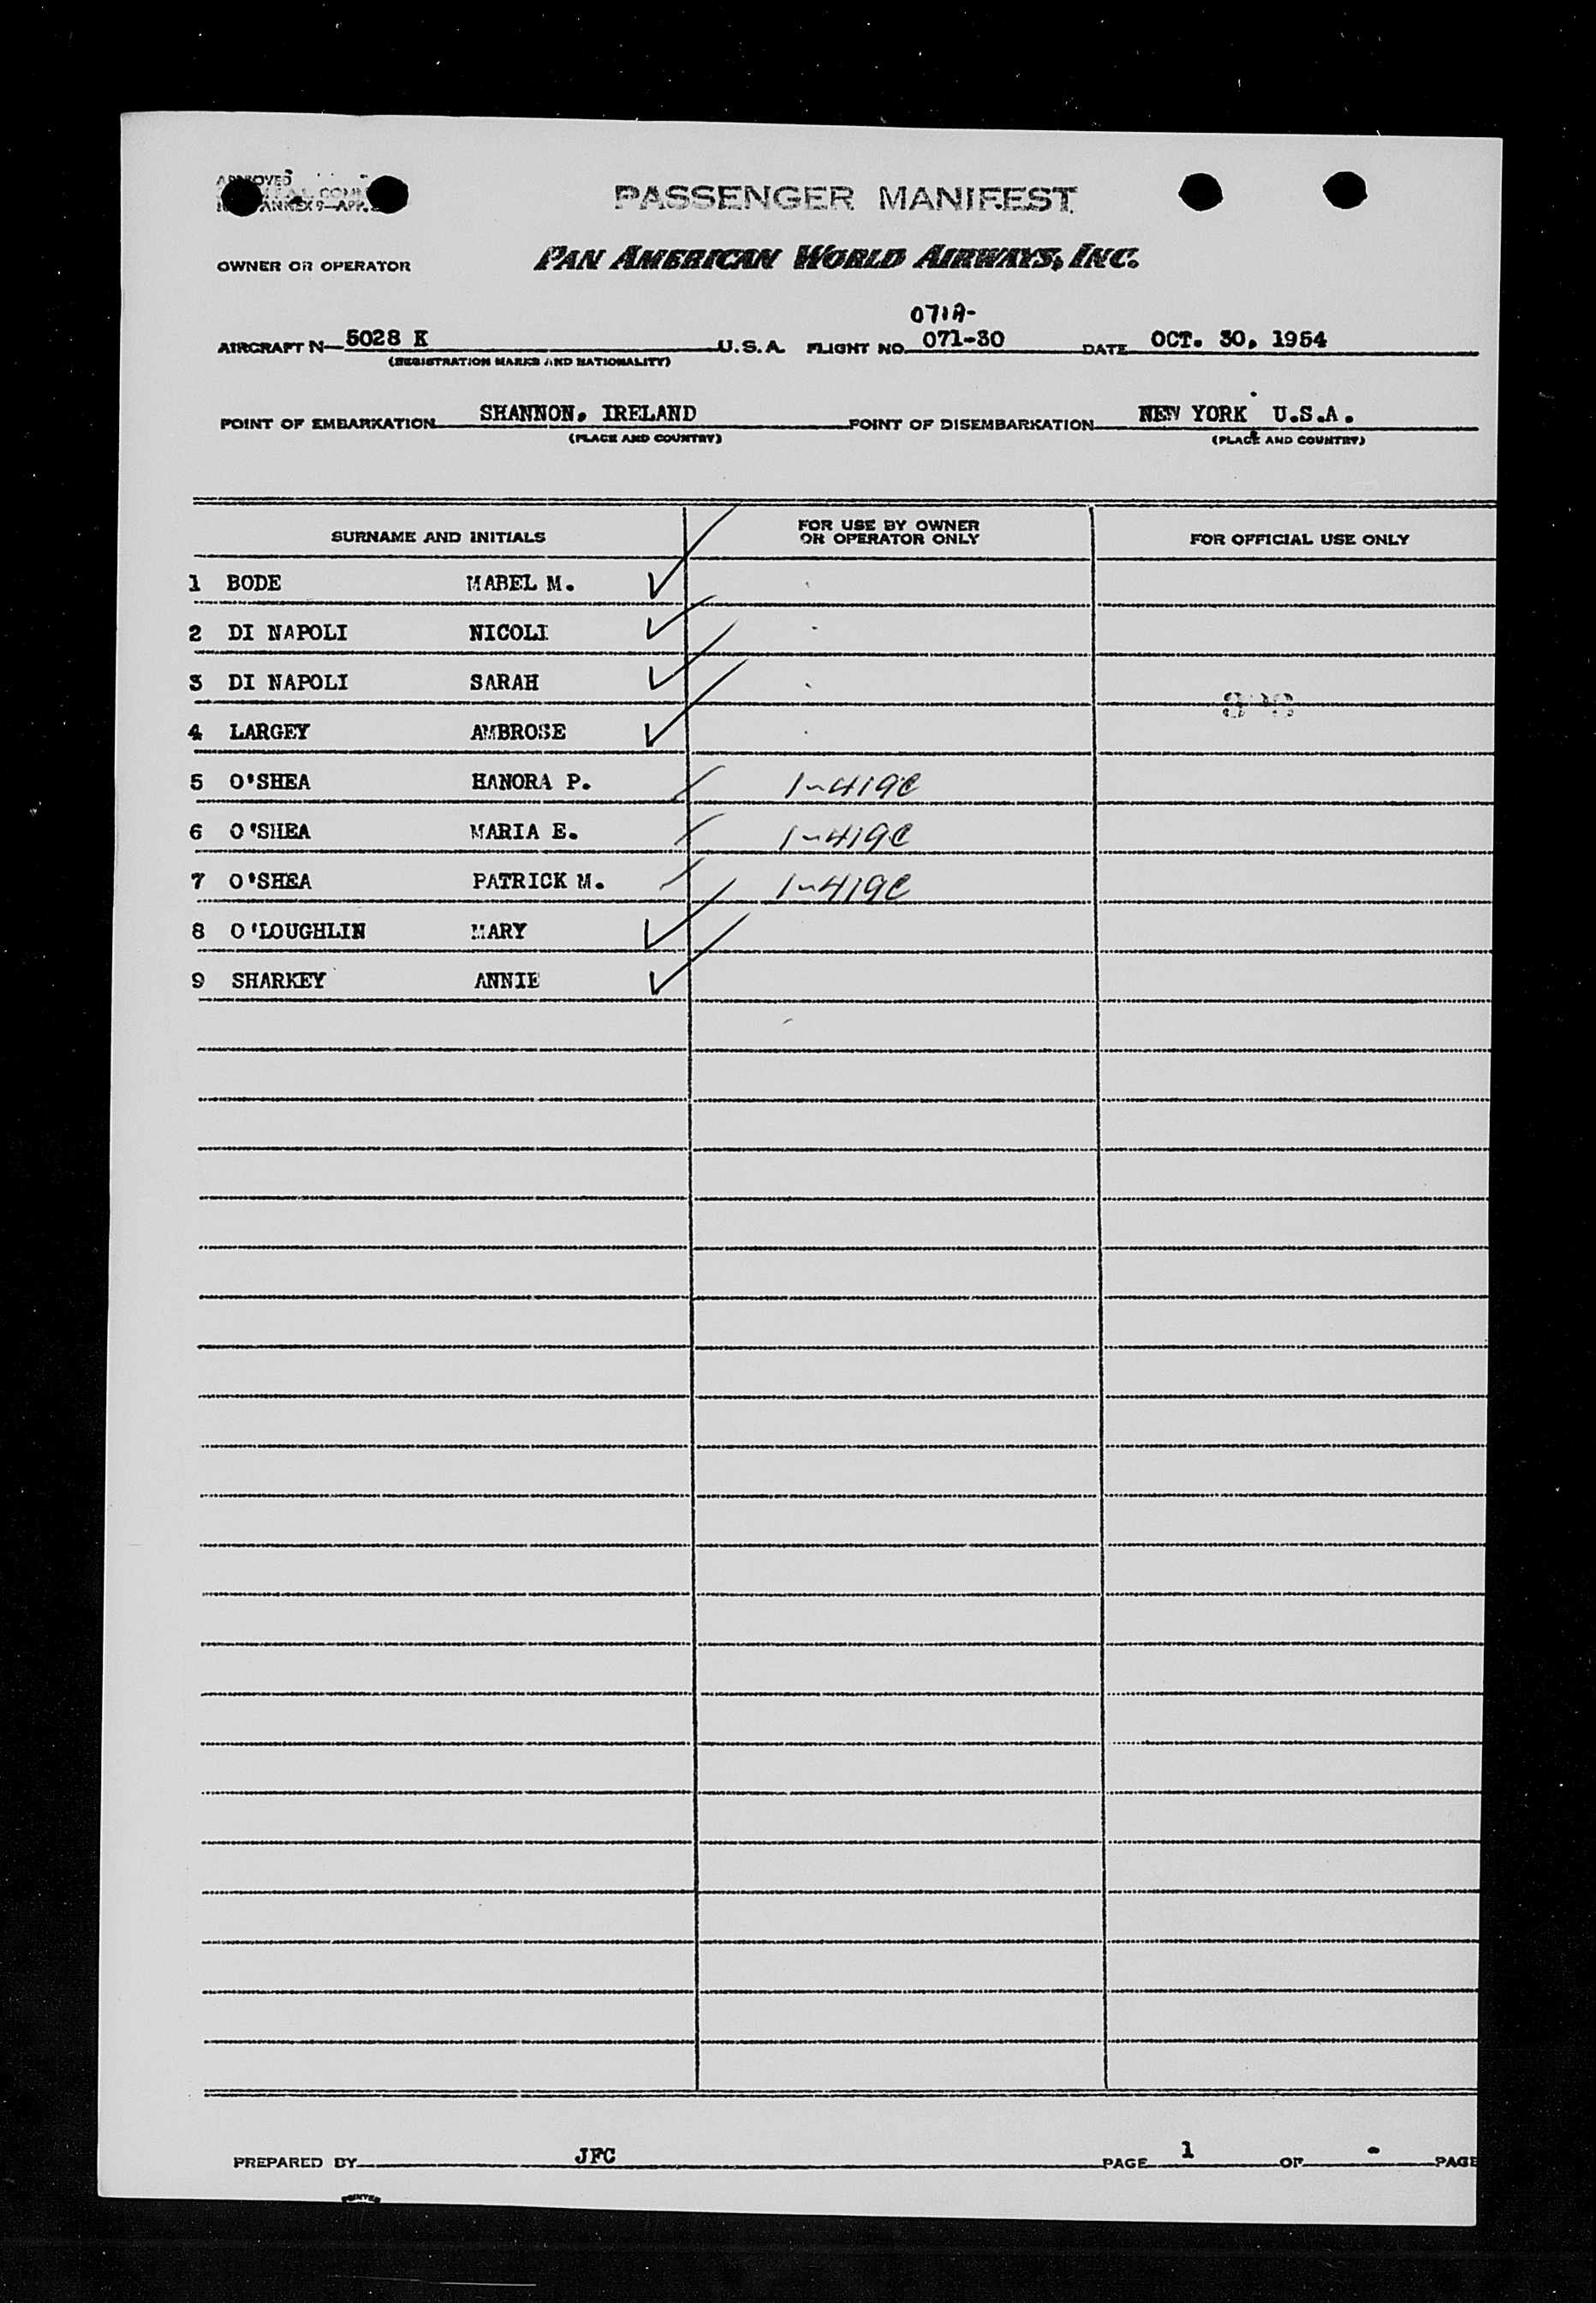 APPROVED
ANNEX 9—APP.
PASSENGER MANIFEST
OWNER OR OPERATOR PAN AMERICAN WORLD AIRWAYS, INC.
071A-
AIRCRAFT N— 5028 K U.S.A. FLIGHT NO. 071-30 DATE OCT. 30, 1954
(REGISTRATION MARKS AND NATIONALITY)
POINT OF EMBARKATION SHANNON, IRELAND POINT OF DISEMBARKATION NEW YORK U.S.A.
(PLACE AND COUNTRY) (PLACE AND COUNTRY)
SURNAME AND INITIALS FOR USE BY OWNER OR OPERATOR ONLY FOR OFFICIAL USE ONLY
1 BODE MABEL M.
2 DI NAPOLI NICOLI
3 DI NAPOLI SARAH
4 LARGEY AMBROSE
5 O'SHEA HANORA P. 1-419C
6 O'SHEA MARIA E. 1-419C
7 O'SHEA PATRICK M. 1-419C
8 O'LOUGHLIN MARY
9 SHARKEY ANNIE
PREPARED BY JFC PAGE 1 OF - PAGE